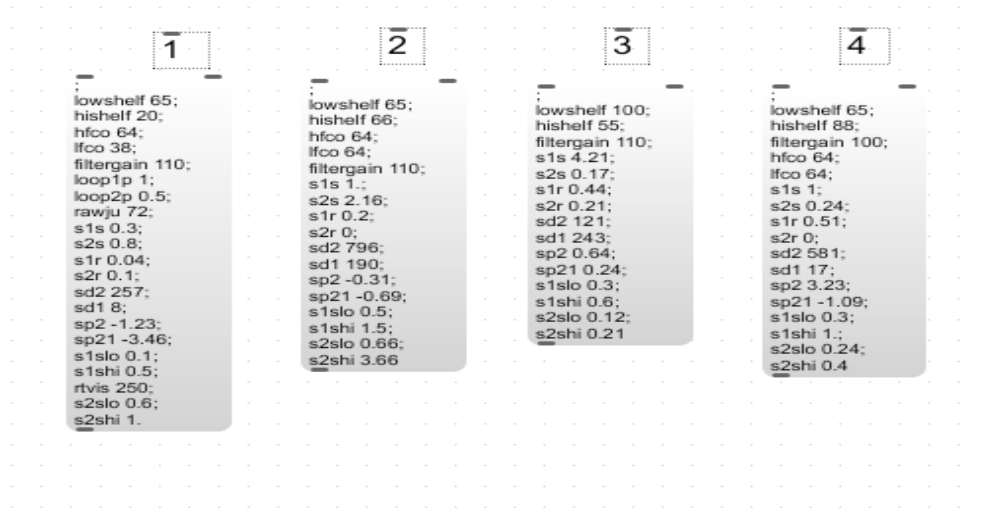 1
;
lowshelf 65;
hishelf 20;
hfco 64;
lfco 38;
filtergain 110;
loop1p 1;
loop2p 0.5;
rawju 72;
s1s 0.3;
s2s 0.8;
s1r 0.04;
s2r 0.1;
sd2 257;
sd1 8;
sp2 -1.23;
sp21 -3.46;
s1slo 0.1;
s1shi 0.5;
rtvis 250;
s2slo 0.6;
s2shi 1.
2
;
lowshelf 65;
hishelf 66;
hfco 64;
lfco 64;
filtergain 110;
s1s 1.;
s2s 2.16;
s1r 0.2;
s2r 0;
sd2 796;
sd1 190;
sp2 -0.31;
sp21 -0.69;
s1slo 0.5;
s1shi 1.5;
s2slo 0.66;
s2shi 3.66
3
;
lowshelf 100;
hishelf 55;
filtergain 110;
s1s 4.21;
s2s 0.17;
s1r 0.44;
s2r 0.21;
sd2 121;
sd1 243;
sp2 0.64;
sp21 0.24;
s1slo 0.3;
s1shi 0.6;
s2slo 0.12;
s2shi 0.21
4
;
lowshelf 65;
hishelf 88;
filtergain 100;
hfco 64;
lfco 64;
s1s 1;
s2s 0.24;
s1r 0.51;
s2r 0;
sd2 581;
sd1 17;
sp2 3.23;
sp21 -1.09;
s1slo 0.3;
s1shi 1.;
s2slo 0.24;
s2shi 0.4